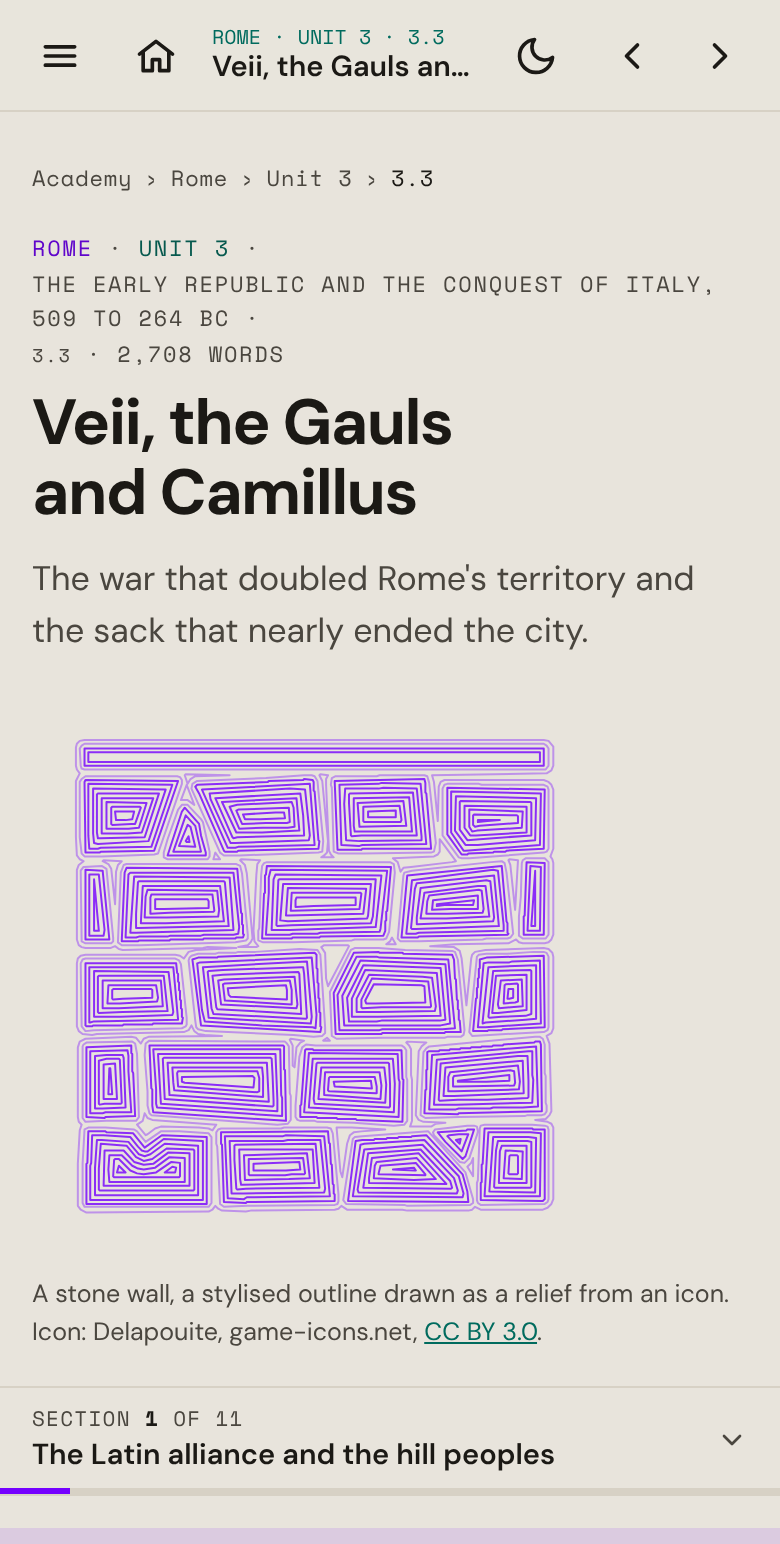 ROME · UNIT 3 · 3.3
Veii, the Gauls an...
Academy › Rome › Unit 3 › 3.3
ROME · UNIT 3 ·
THE EARLY REPUBLIC AND THE CONQUEST OF ITALY,
509 TO 264 BC ·
3.3 · 2,708 WORDS
Veii, the Gauls
and Camillus
The war that doubled Rome's territory and
the sack that nearly ended the city.
A stone wall, a stylised outline drawn as a relief from an icon.
Icon: Delapouite, game-icons.net, CC BY 3.0.
SECTION 1 OF 11
The Latin alliance and the hill peoples